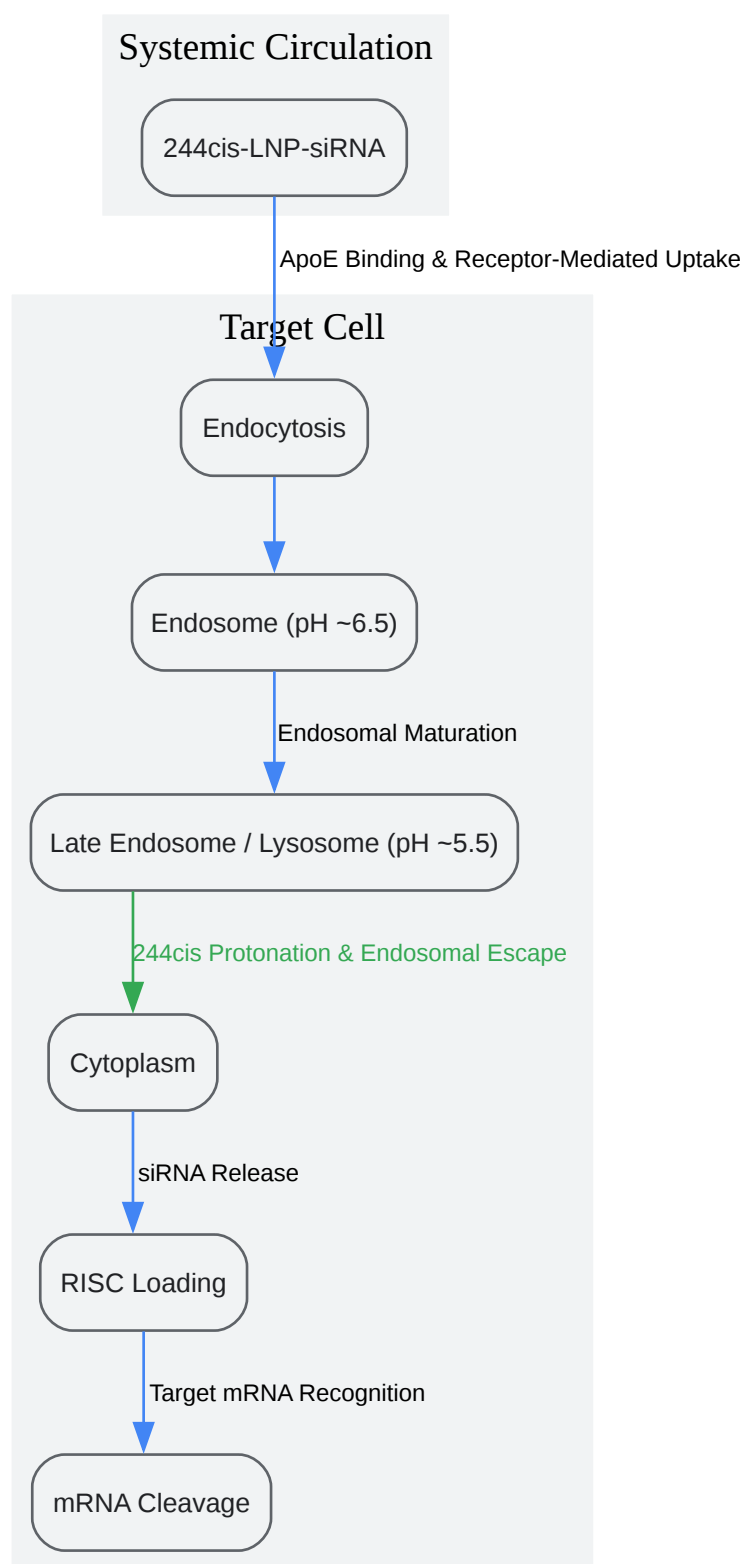 Systemic Circulation
244cis-LNP-siRNA
ApoE Binding & Receptor-Mediated Uptake
Target Cell
Endocytosis
Endosome (pH ~6.5)
Endosomal Maturation
Late Endosome / Lysosome (pH ~5.5)
244cis Protonation & Endosomal Escape
Cytoplasm
siRNA Release
RISC Loading
Target mRNA Recognition
mRNA Cleavage